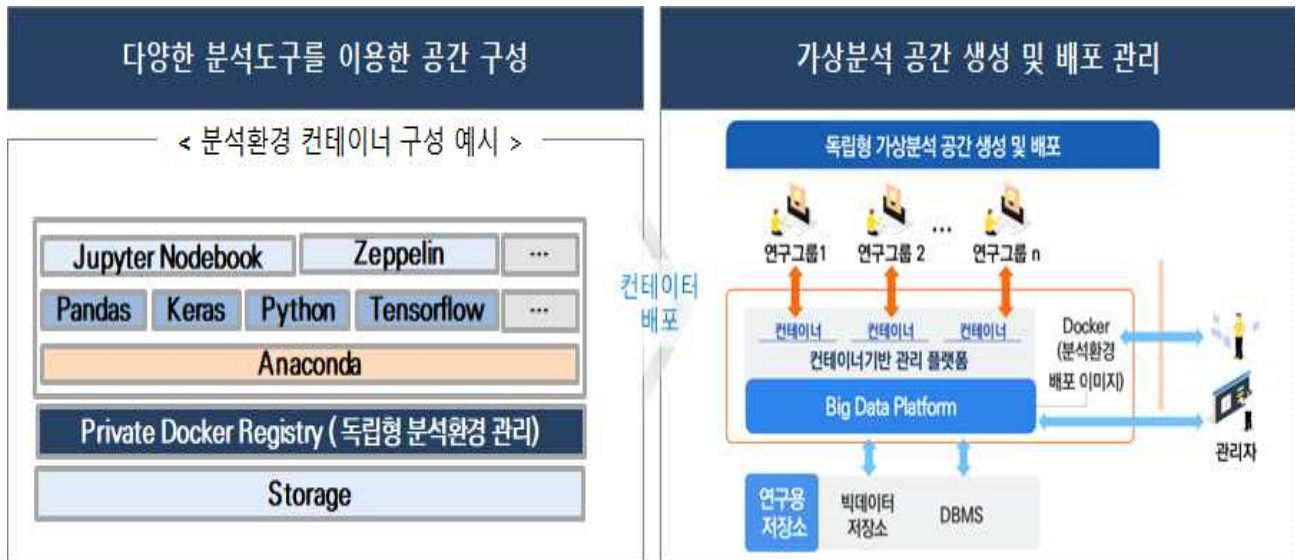 다양한 분석도구를 이용한 공간 구성
< 분석환경 컨테이너 구성 예시 >
Jupyter Nodebook
Zeppelin
...
Pandas
Keras
Python
Tensorflow
...
Anaconda
Private Docker Registry ( 독립형 분석환경 관리)
Storage
컨테이터
배포
가상분석 공간 생성 및 배포 관리
독립형 가상분석 공간 생성 및 배포
...
연구그룹1
연구그룹 2
연구그룹 n
컨테이너
컨테이너
컨테이너
컨테이너기반 관리 플랫폼
Docker
(분석환경
배포 이미지)
Big Data Platform
관리자
연구용
저장소
빅데이터
저장소
DBMS